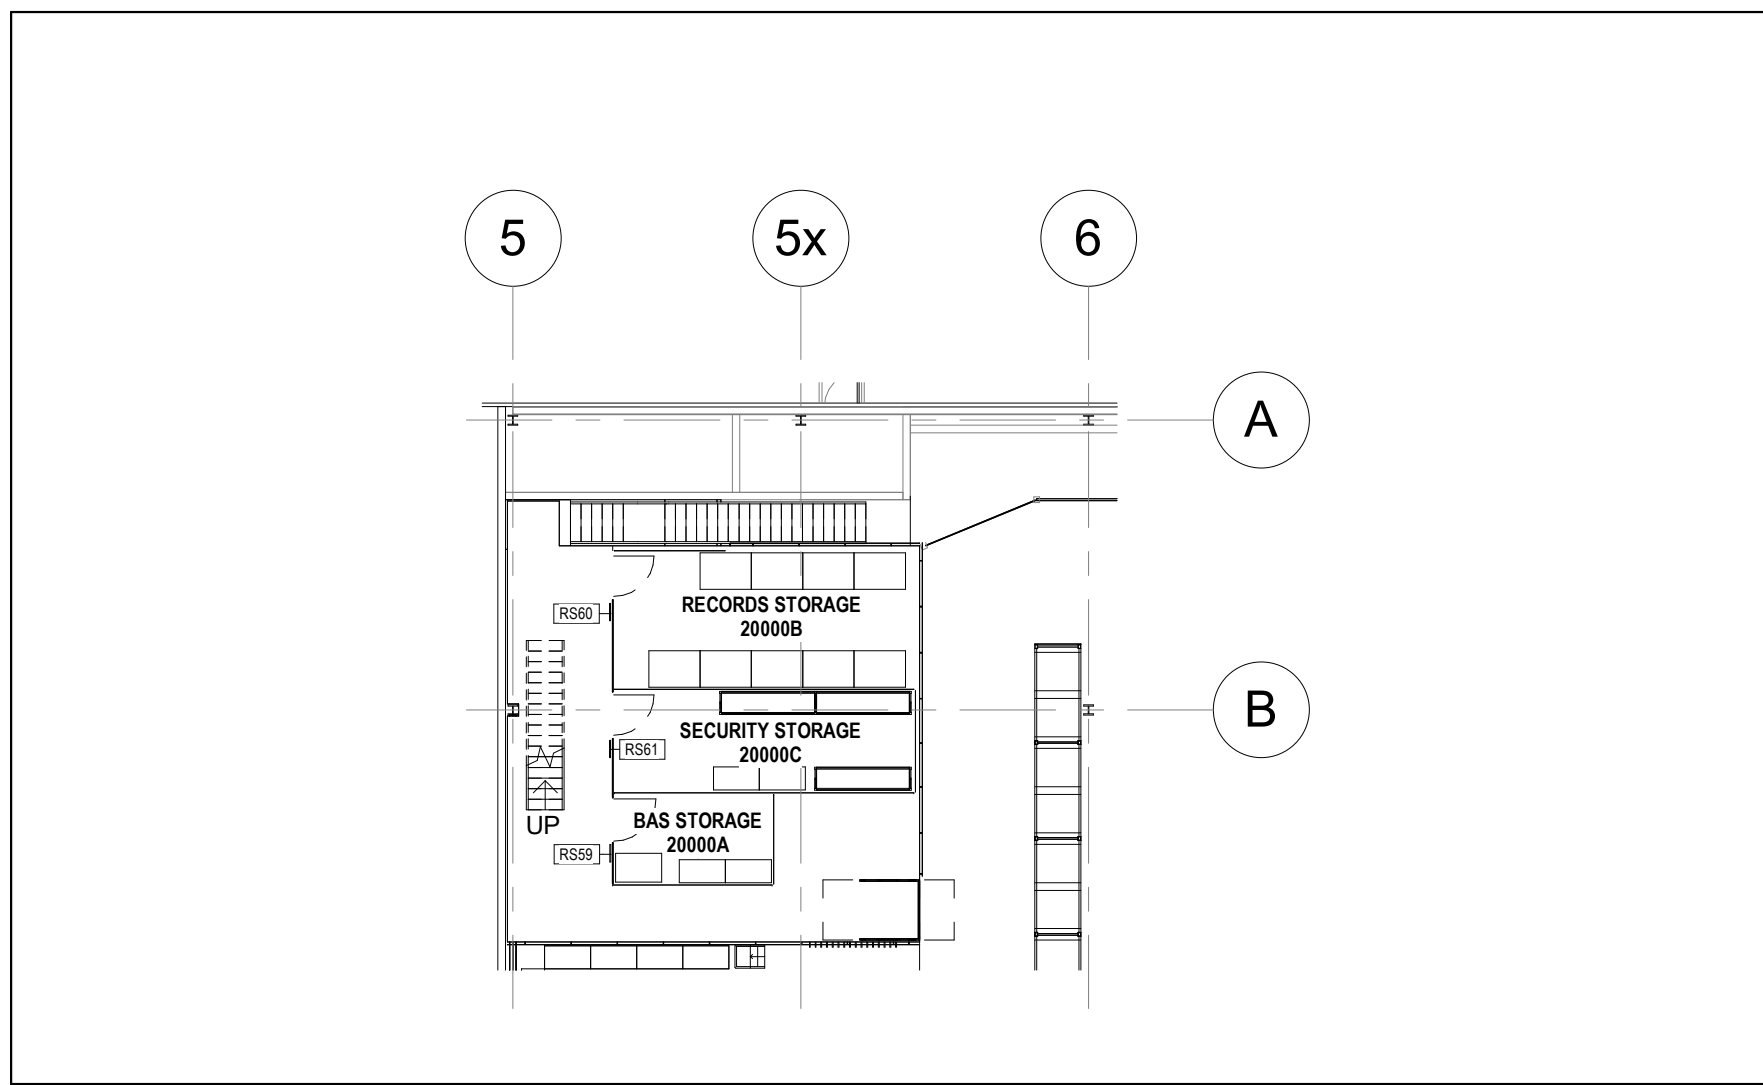 5
5x
6
A
RECORDS STORAGE
20000B
RS60
B
SECURITY STORAGE
20000C
RS61
UP
BAS STORAGE
20000A
RS59